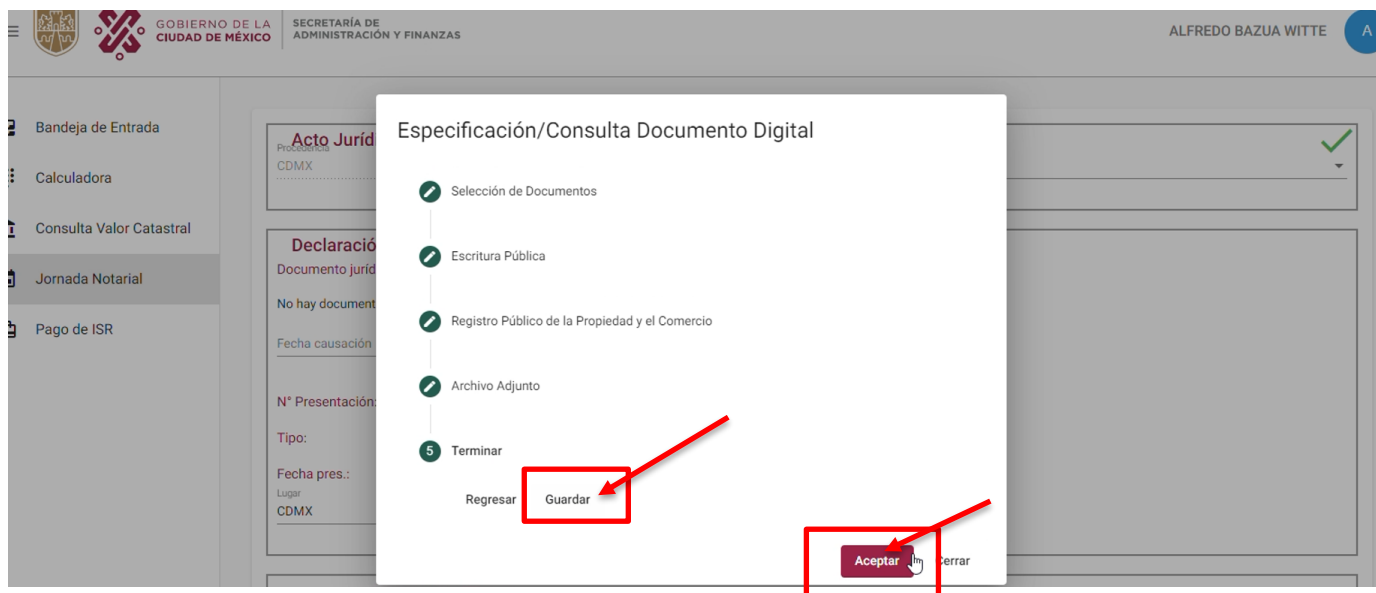 GOBIERNO DE LA
CIUDAD DE MÉXICO
SECRETARÍA DE
ADMINISTRACIÓN Y FINANZAS
ALFREDO BAZUA WITTE
A
Bandeja de Entrada
Calculadora
Consulta Valor Catastral
Jornada Notarial
Pago de ISR
Acto Juríd
Procedencia
CDMX
Declaració
Documento juríd
No hay document
Fecha causación
N° Presentación:
Tipo:
Fecha pres.:
Lugar
CDMX
Especificación/Consulta Documento Digital
Selección de Documentos
Escritura Pública
Registro Público de la Propiedad y el Comercio
Archivo Adjunto
5 Terminar
Regresar Guardar
Aceptar Cerrar